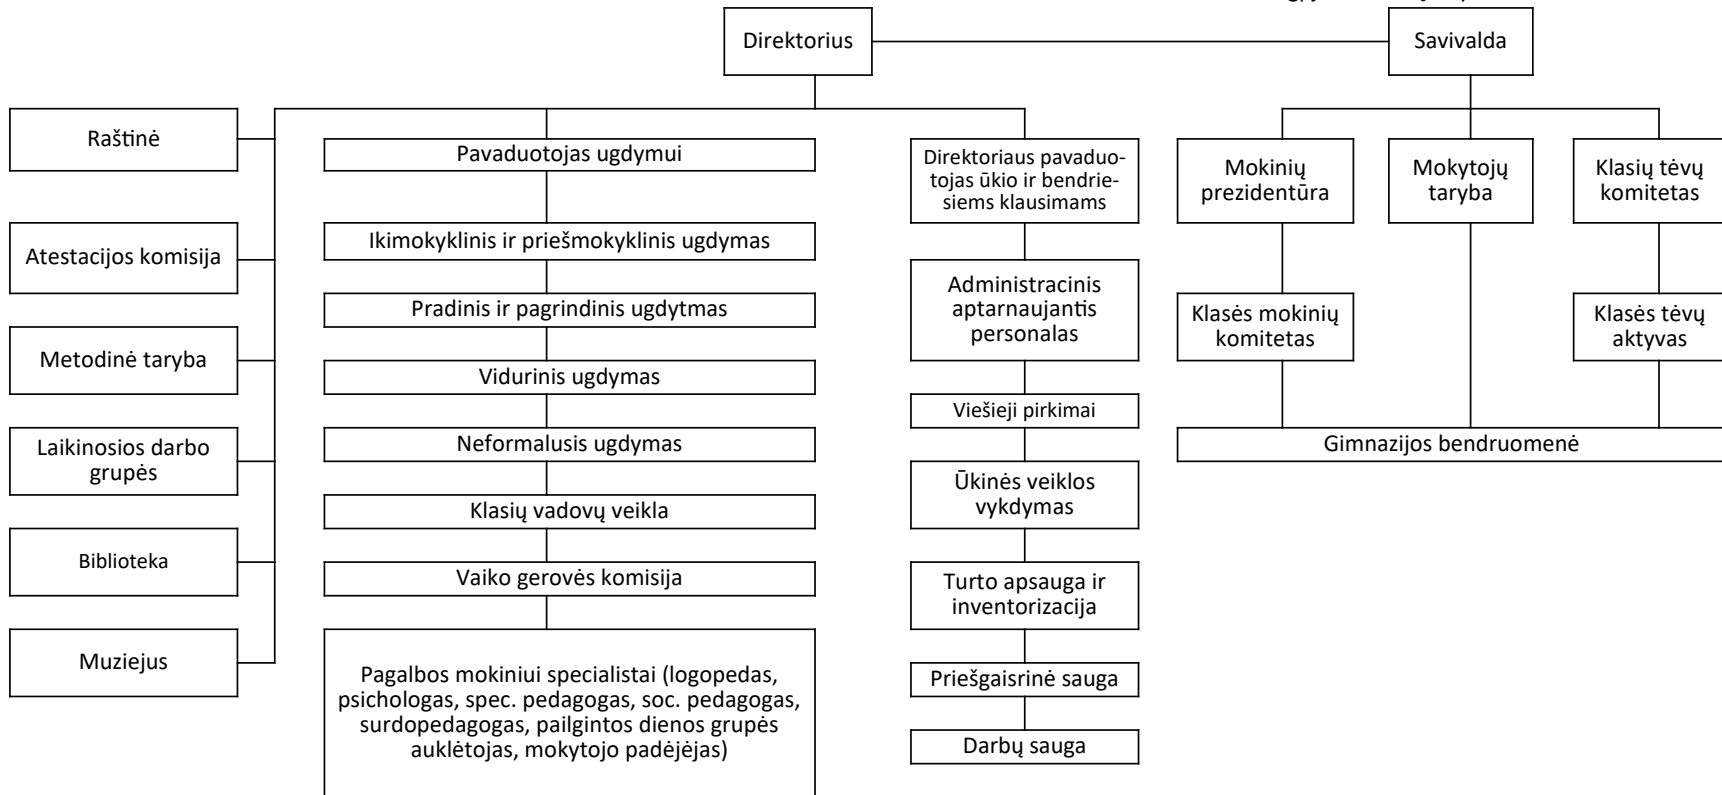 Direktorius
Savivalda
Raštinė
Atestacijos komisija
Metodinė taryba
Laikinosios darbo
grupės
Biblioteka
Muziejus
Pavaduotojas ugdymui
Ikimokyklinis ir priešmokyklinis ugdymas
Pradinis ir pagrindinis ugdytmas
Vidurinis ugdymas
Neformalusis ugdymas
Klasių vadovų veikla
Vaiko gerovės komisija
Pagalbos mokiniui specialistai (logopedas,
psichologas, spec. pedagogas, soc. pedagogas,
surdopedagogas, pailgintos dienos grupės
auklėtojas, mokytojo padėjėjas)
Direktoriaus pavaduo-
tojas ūkio ir bendrie-
siems klausimams
Administracinis
aptarnaujantis
personalas
Viešieji pirkimai
Ūkinės veiklos
vykdymas
Turto apsauga ir
inventorizacija
Priešgaisrinė sauga
Darbų sauga
Mokinių
prezidentūra
Klasės mokinių
komitetas
Mokytojų
taryba
Klasių tėvų
komitetas
Klasės tėvų
aktyvas
Gimnazijos bendruomenė